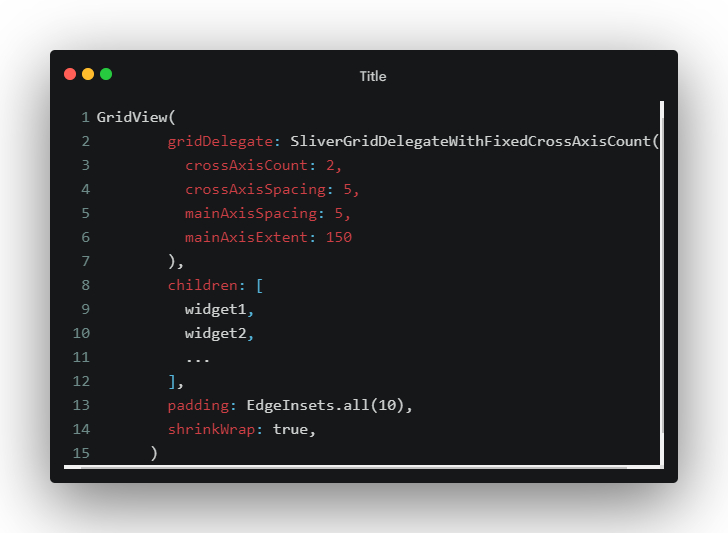 Title
1 GridView(
2 gridDelegate: SliverGridDelegateWithFixedCrossAxisCount(
3 crossAxisCount: 2,
4 crossAxisSpacing: 5,
5 mainAxisSpacing: 5,
6 mainAxisExtent: 150
7 ),
8 children: [
9 widget1,
10 widget2,
11 ...
12 ],
13 padding: EdgeInsets.all(10),
14 shrinkWrap: true,
15 )